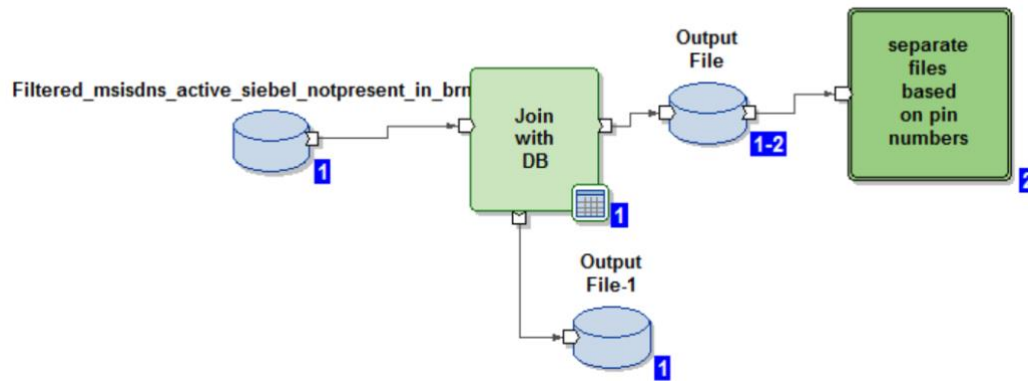 Filtered_msisdns_active_siebel_notpresent_in_brm
1
Join
with
DB
1
Output
File
1-2
separate
files
based
on pin
numbers
2
Output
File-1
1